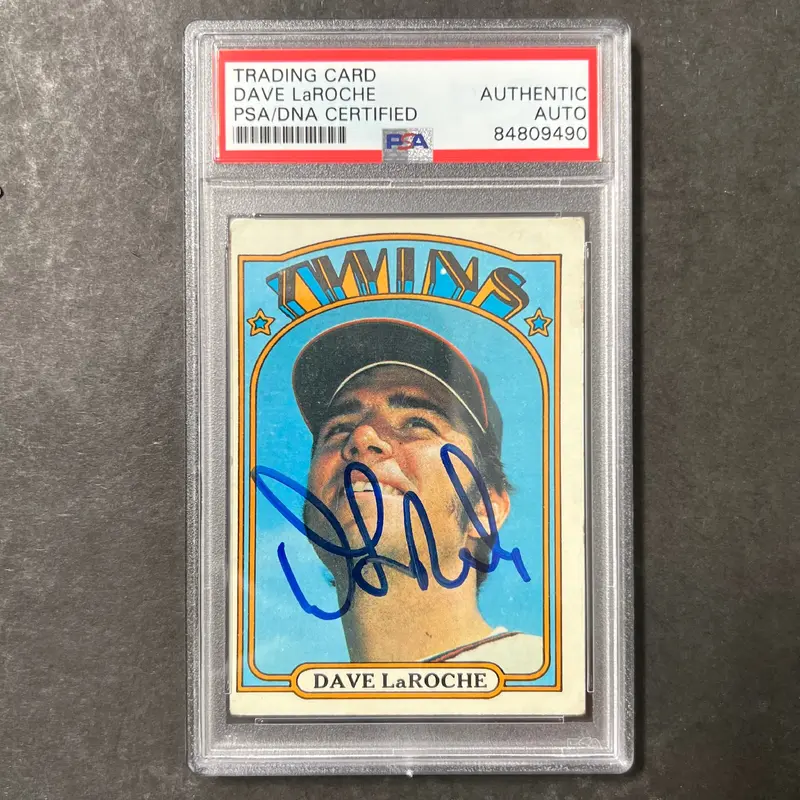 TRADING CARD
DAVE LaROCHE
PSA/DNA CERTIFIED
AUTHENTIC
AUTO
84809490
PSA
TWINS
DAVE LaROCHE